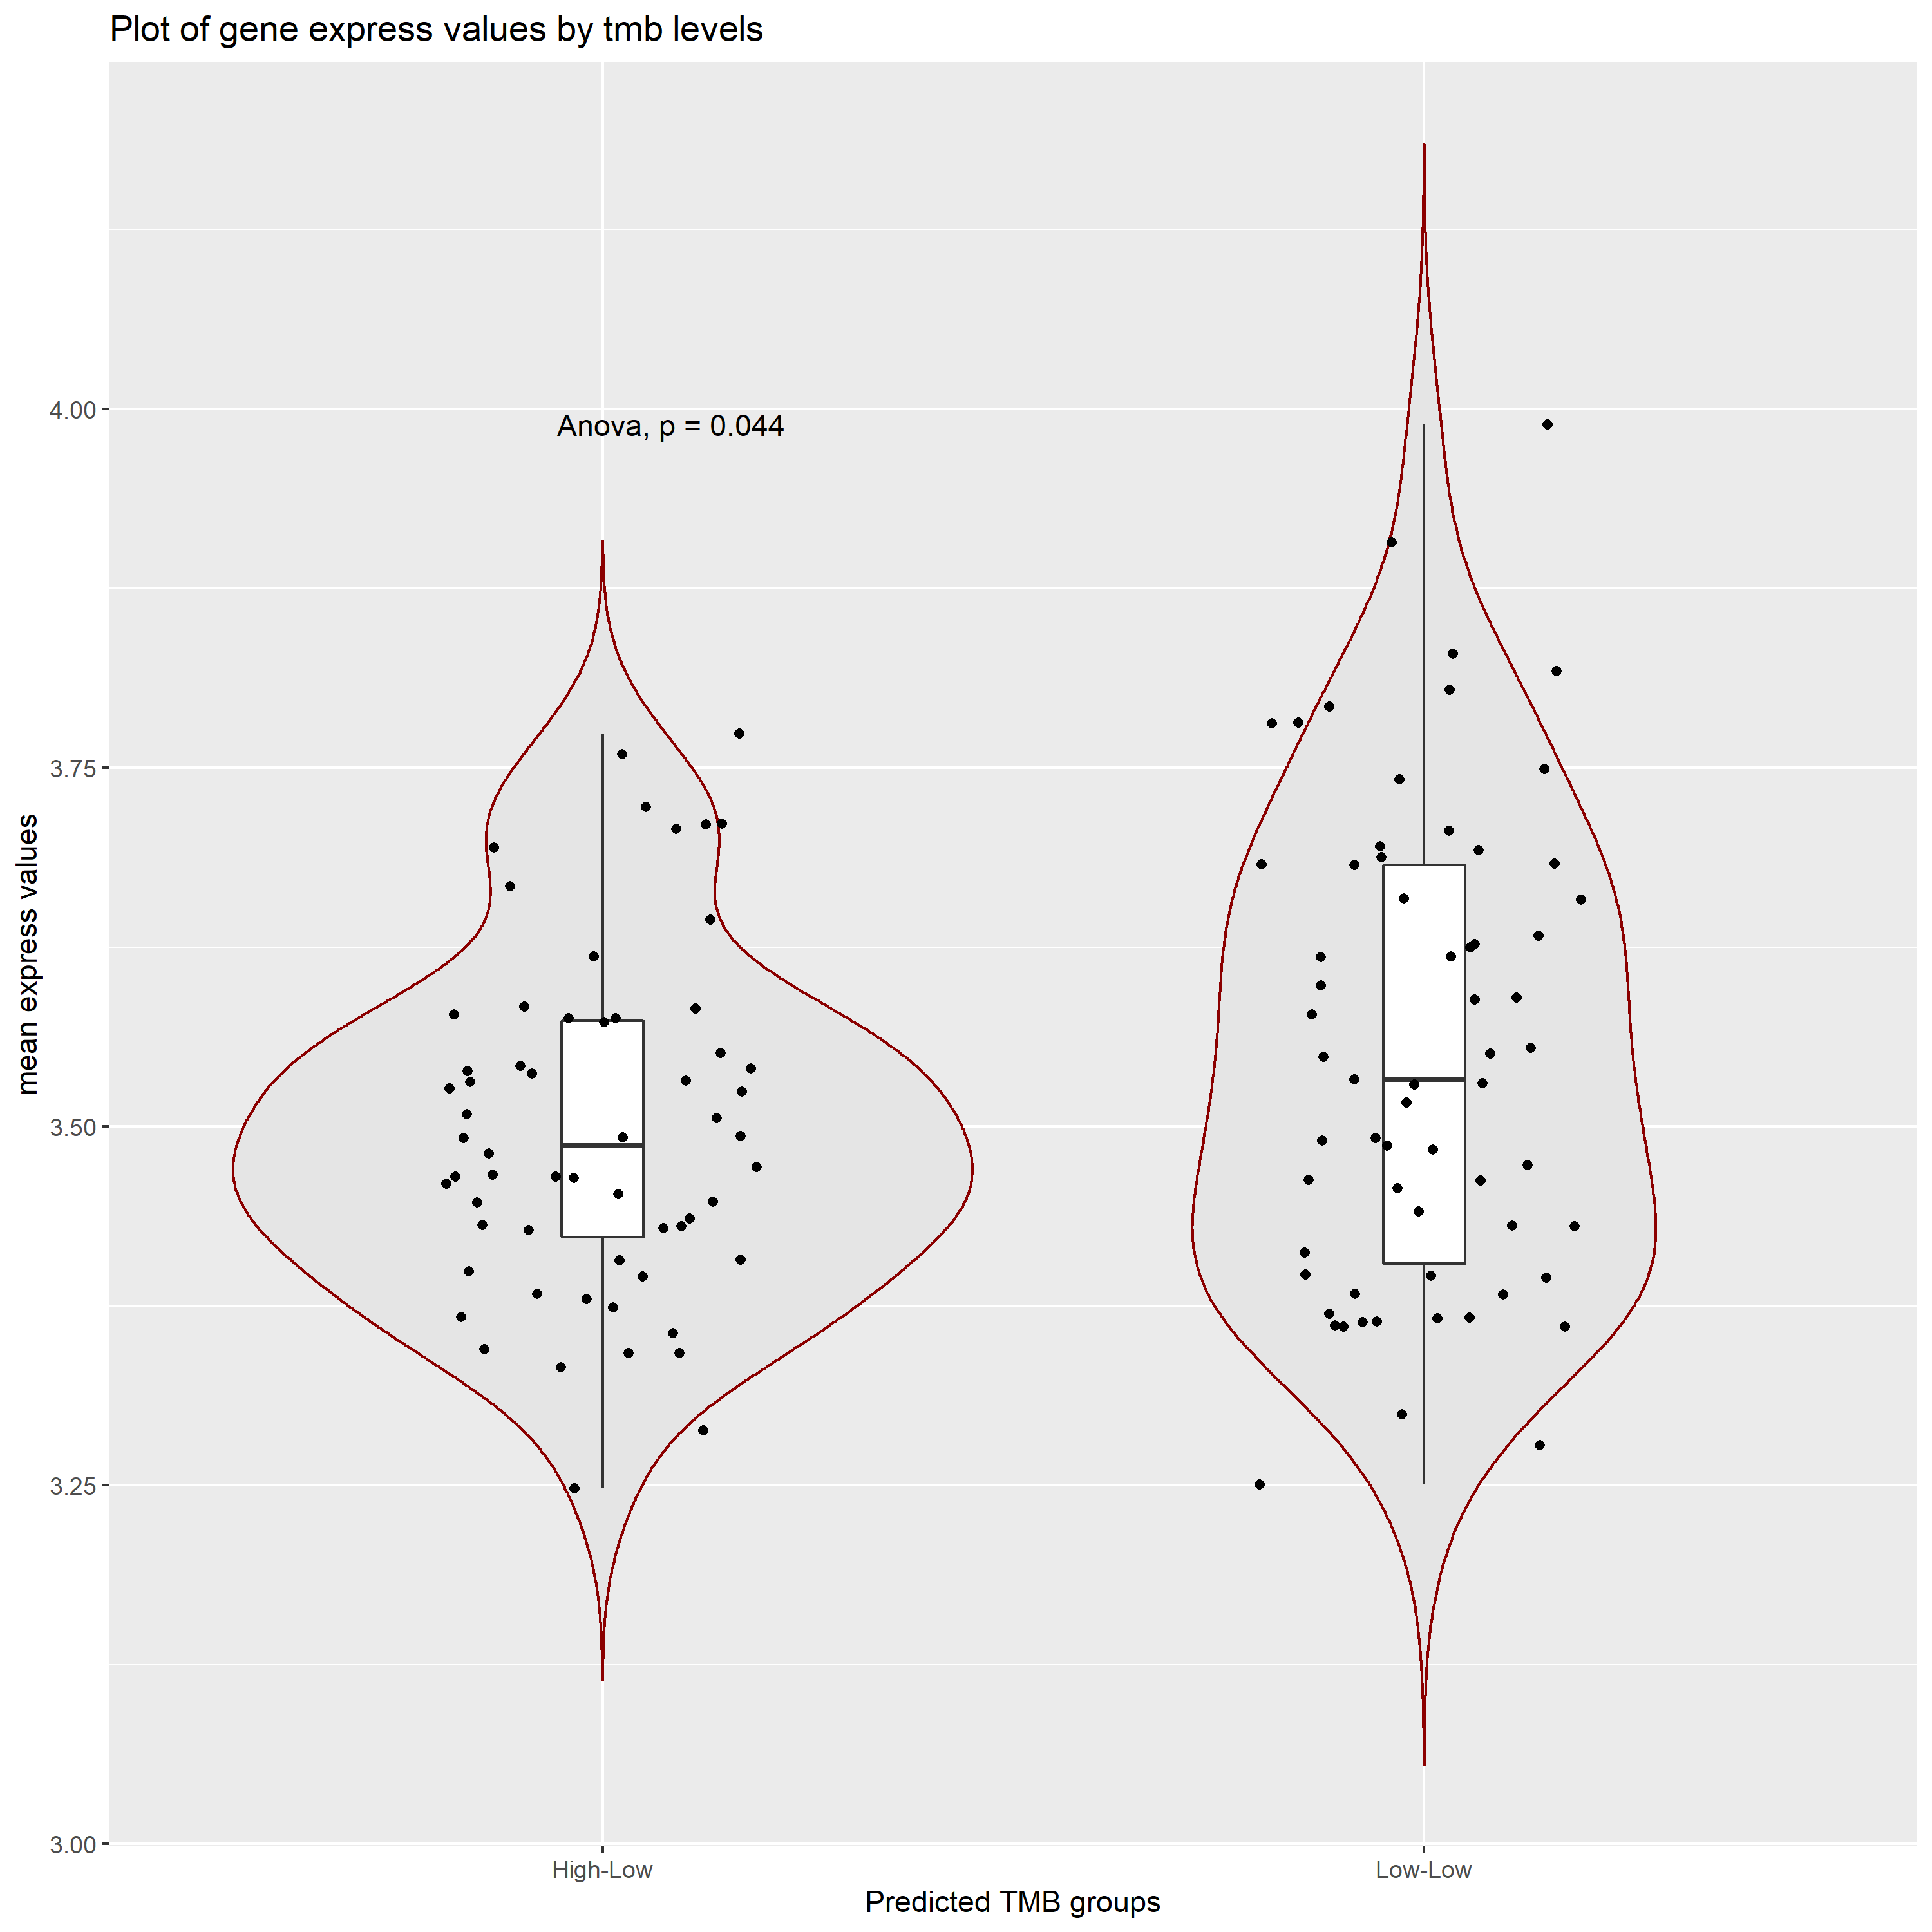 Plot of gene express values by tmb levels
Anova, p = 0.044
mean express values
4.00
3.75
3.50
3.25
3.00
High-Low
Low-Low
Predicted TMB groups